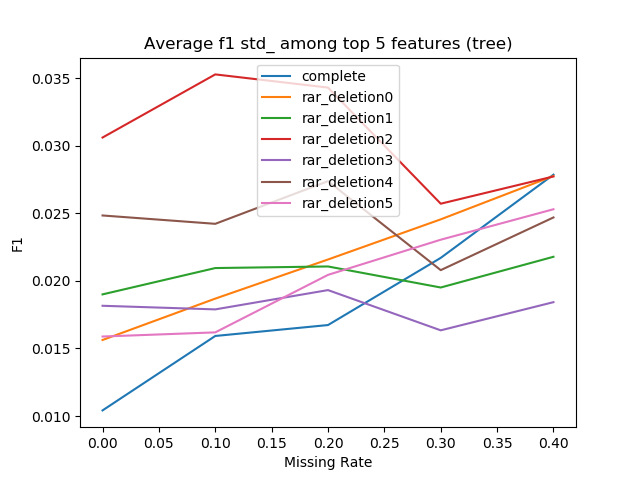 Average f1 std_ among top 5 features (tree)
0.035
0.030
0.025
0.020
0.015
0.010
F1
complete
rar_deletion0
rar_deletion1
rar_deletion2
rar_deletion3
rar_deletion4
rar_deletion5
0.00 0.05 0.10 0.15 0.20 0.25 0.30 0.35 0.40
Missing Rate